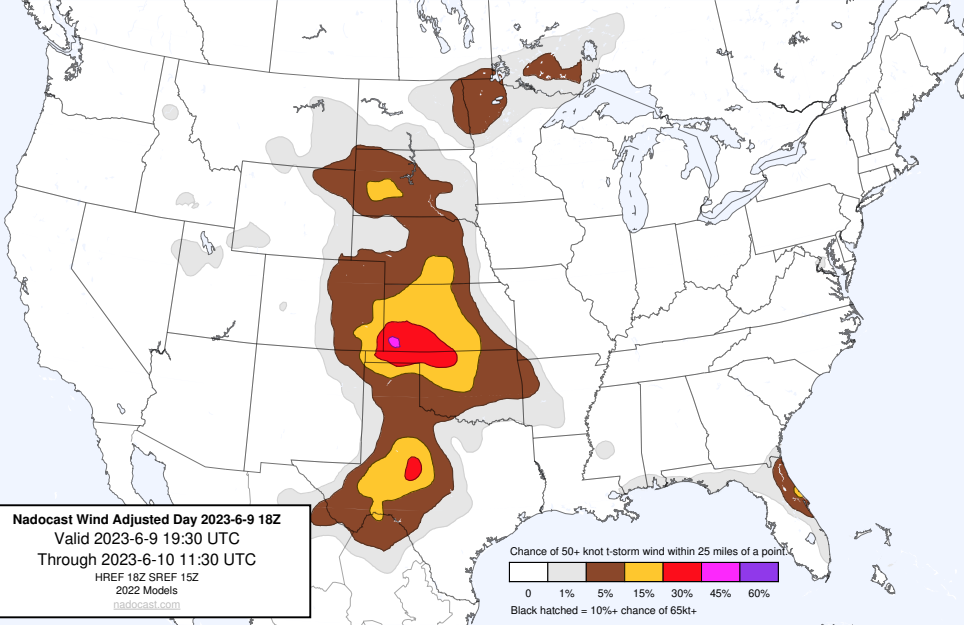 Nadocast Wind Adjusted Day 2023-6-9 18Z
Valid 2023-6-9 19:30 UTC
Through 2023-6-10 11:30 UTC
HREF 18Z SREF 15Z
2022 Models
nadocast.com
Chance of 50+ knot t-storm wind within 25 miles of a point.
0 1% 5% 15% 30% 45% 60%
Black hatched = 10%+ chance of 65kt+